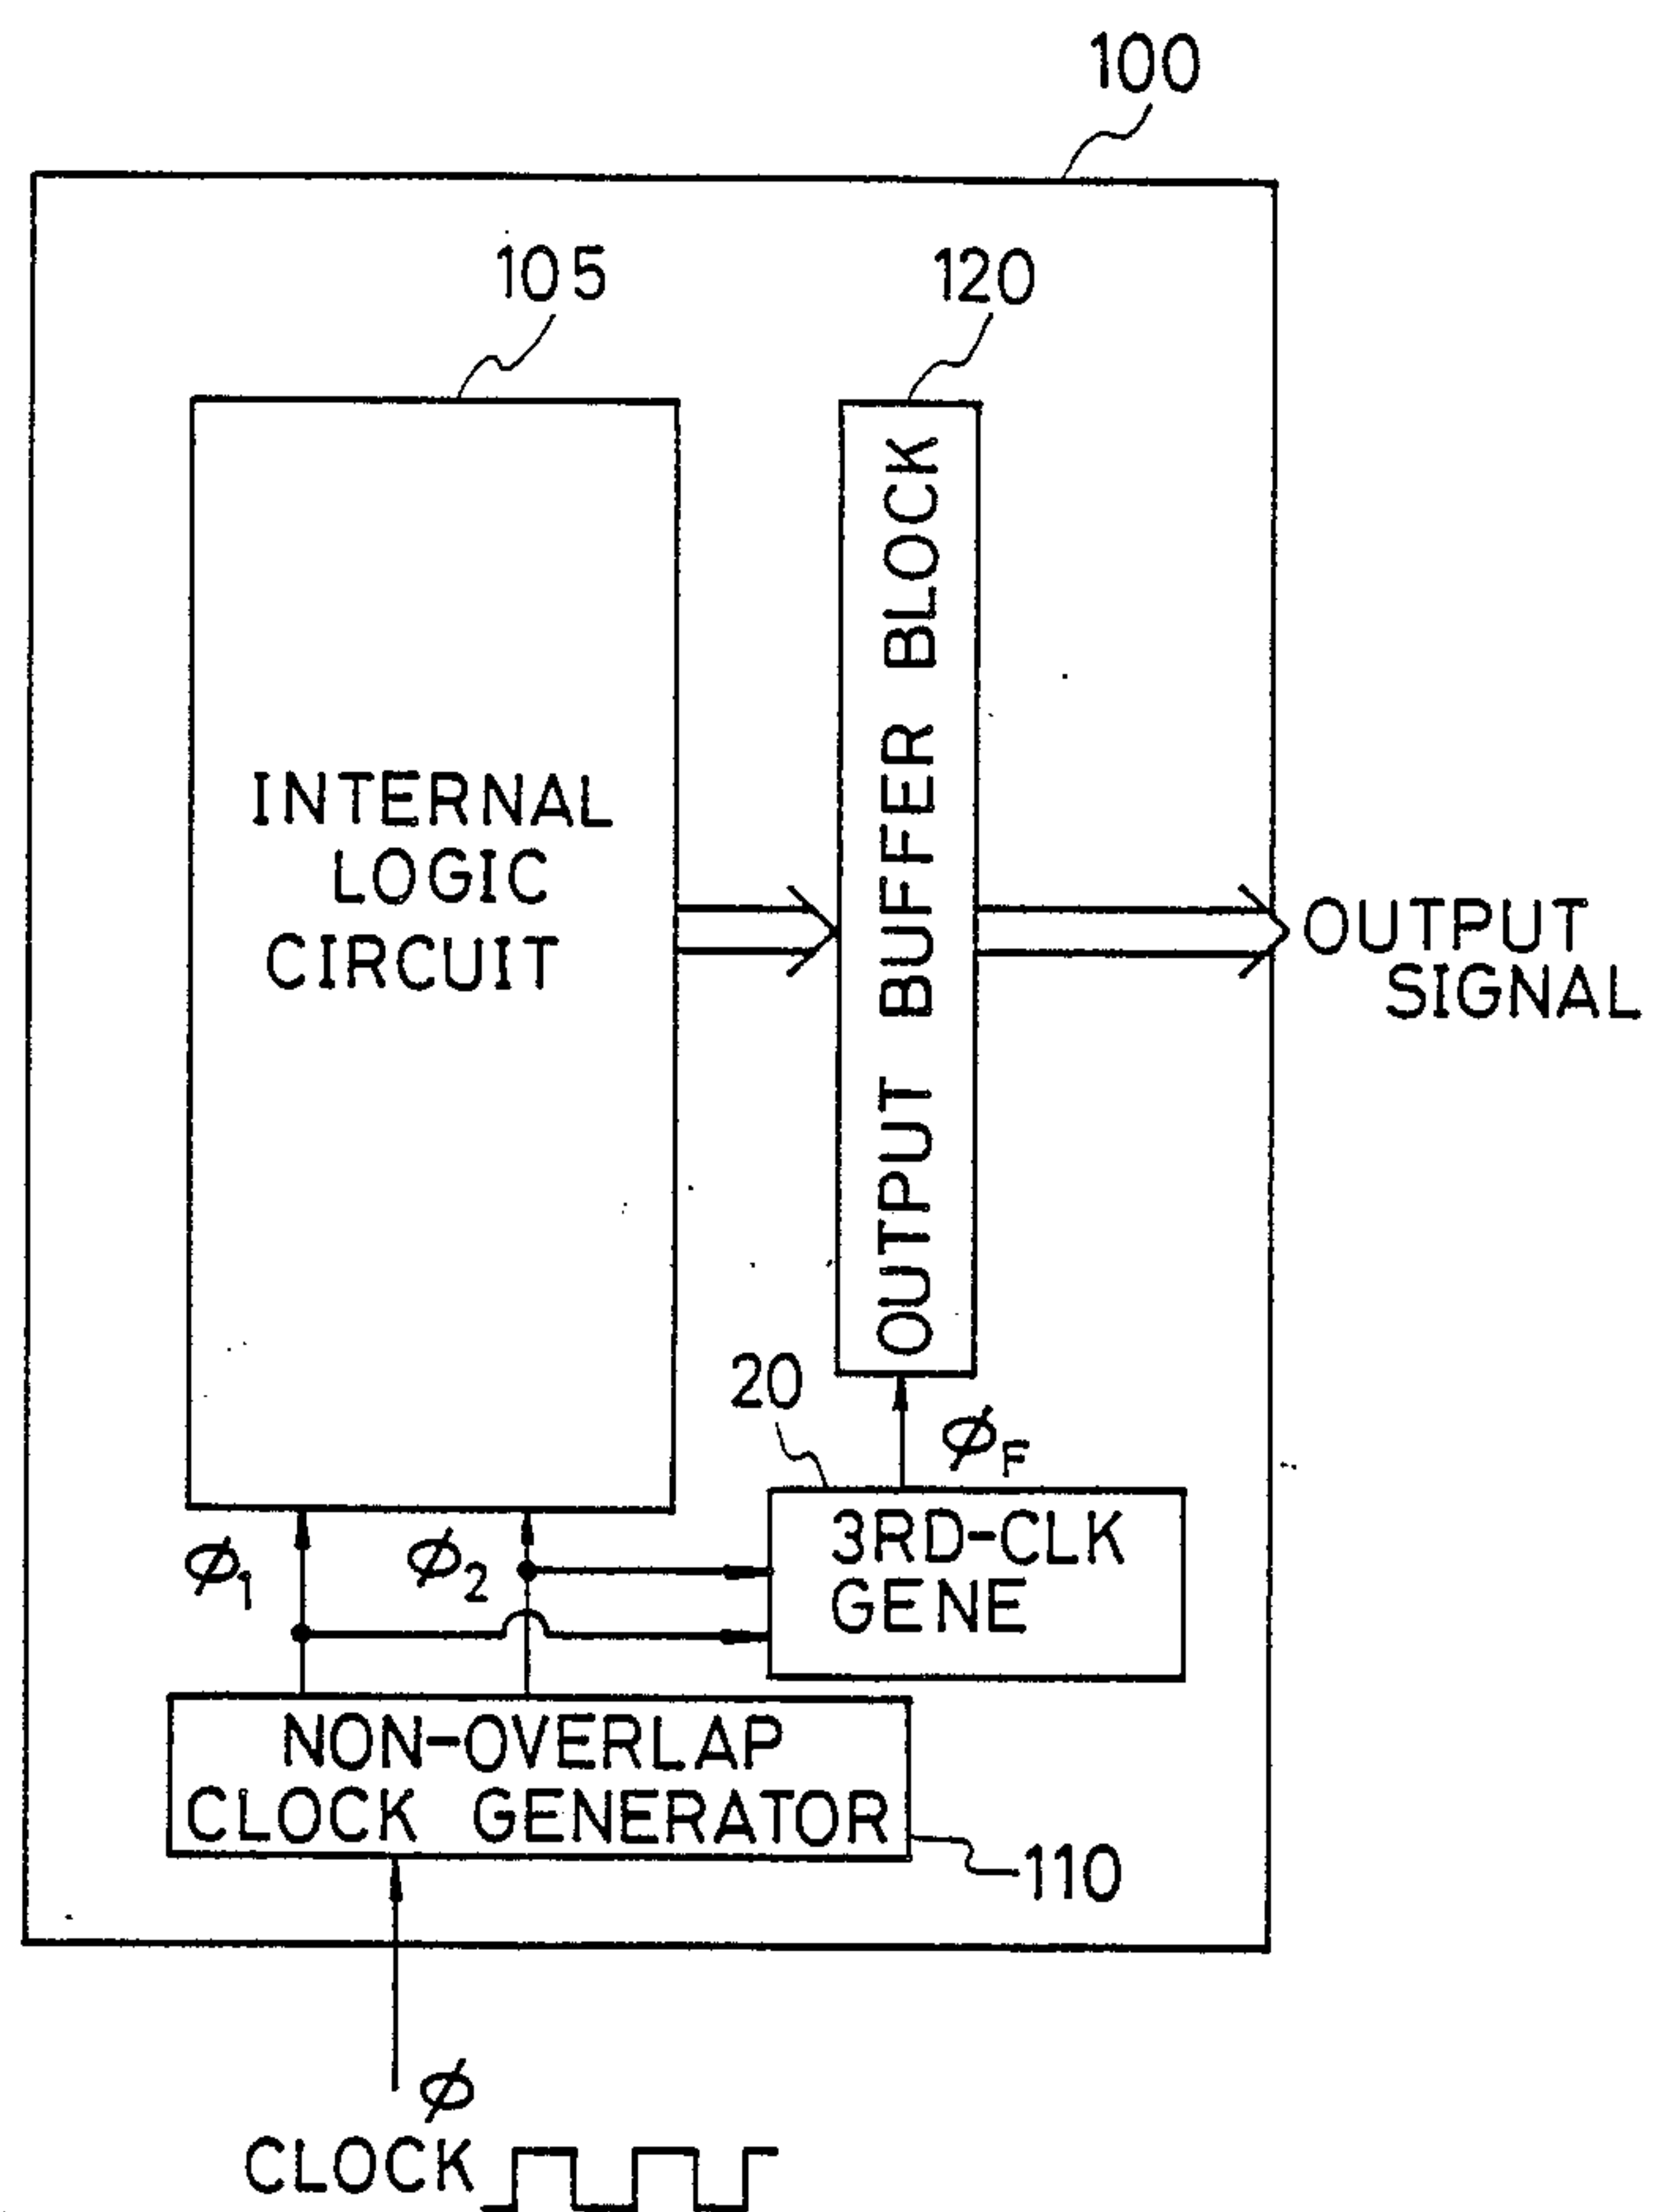 100
105
120
INTERNAL
LOGIC
CIRCUIT
OUTPUT BUFFER BLOCK
OUTPUT
SIGNAL
20
ϕF
ϕ1
ϕ2
3RD-CLK
GENE
NON-OVERLAP
CLOCK GENERATOR
110
ϕ
CLOCK